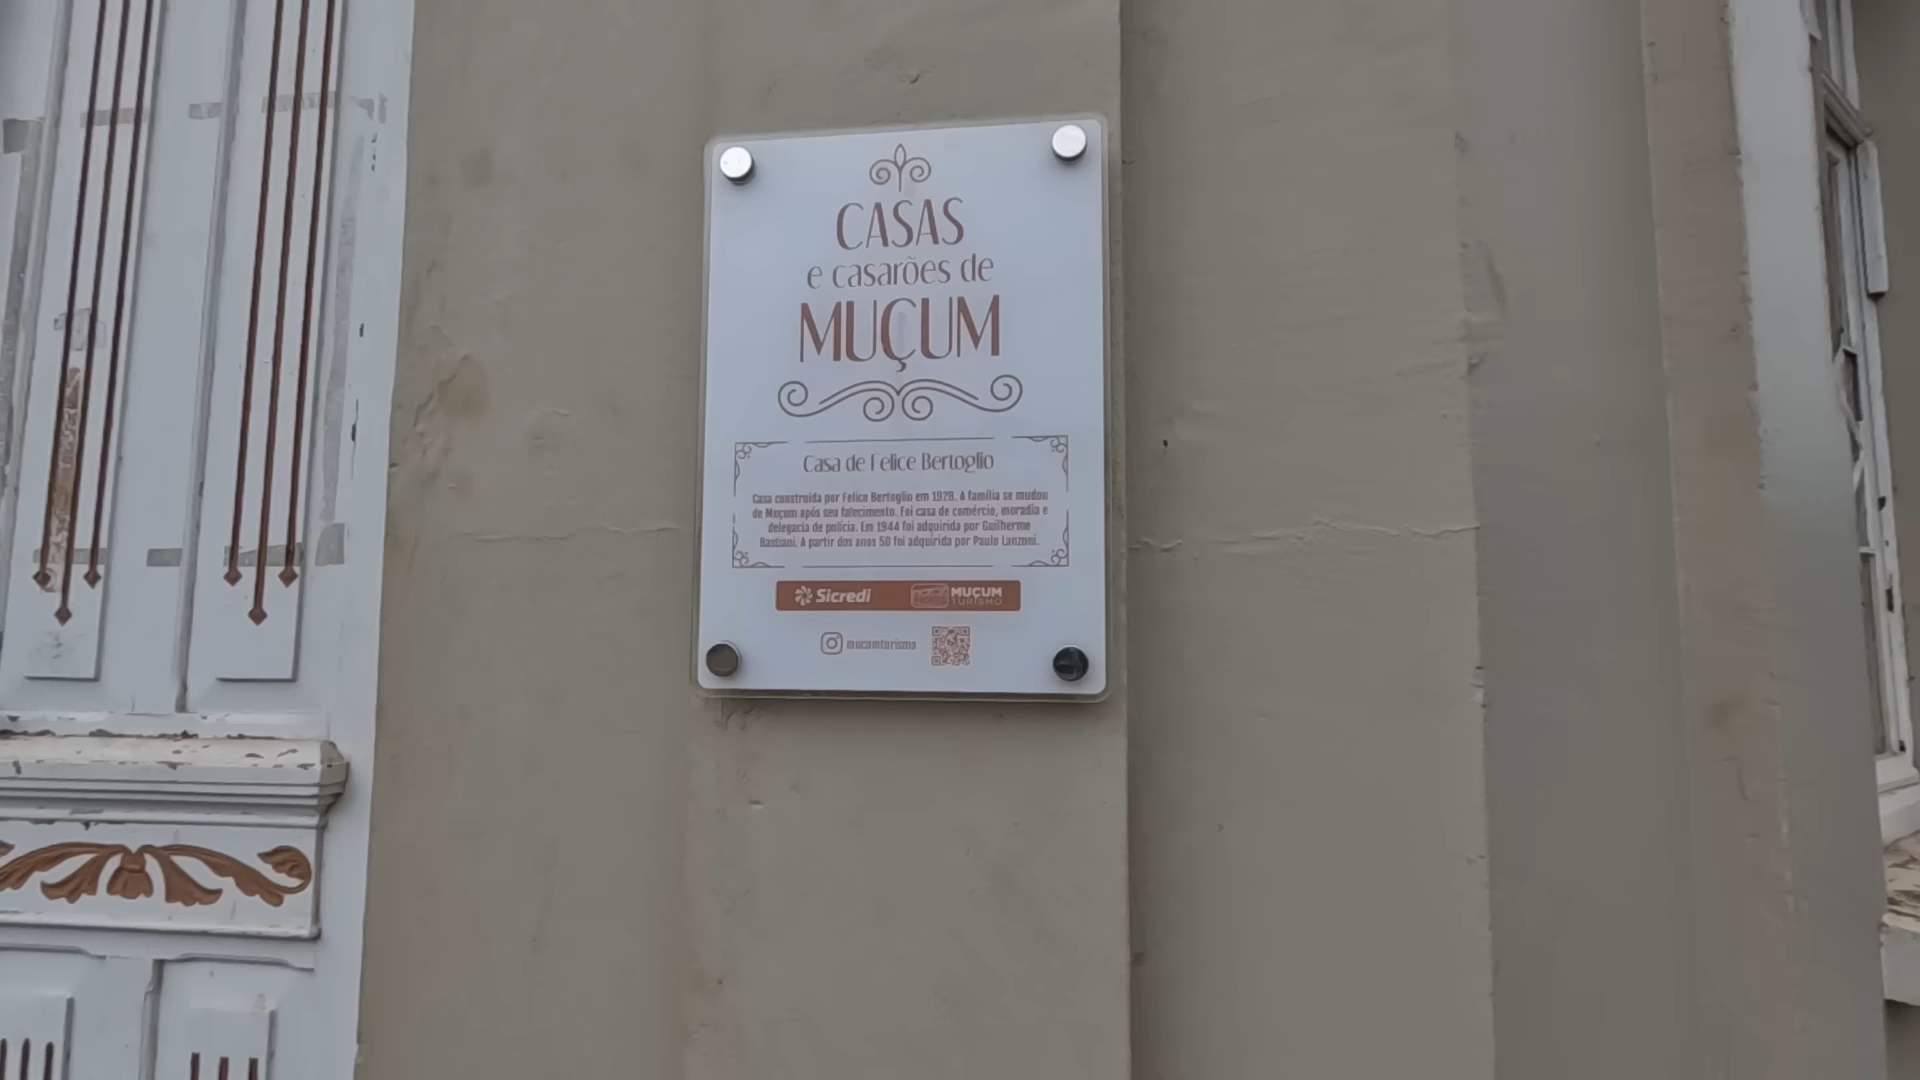 CASAS
e casarões de
MUÇUM
Casa de Felice Bertoglio
Casa construída por Felice Bertoglio em 1928. A família se mudou
de Muçum após seu falecimento. Foi casa de comércio, moradia e
delegacia de polícia. Em 1944 foi adquirida por Guilherme
Bastiani. A partir dos anos 50 foi adquirida por Paulo Lanzoni.
Sicredi
MUÇUM
TURISMO
mucumturismo